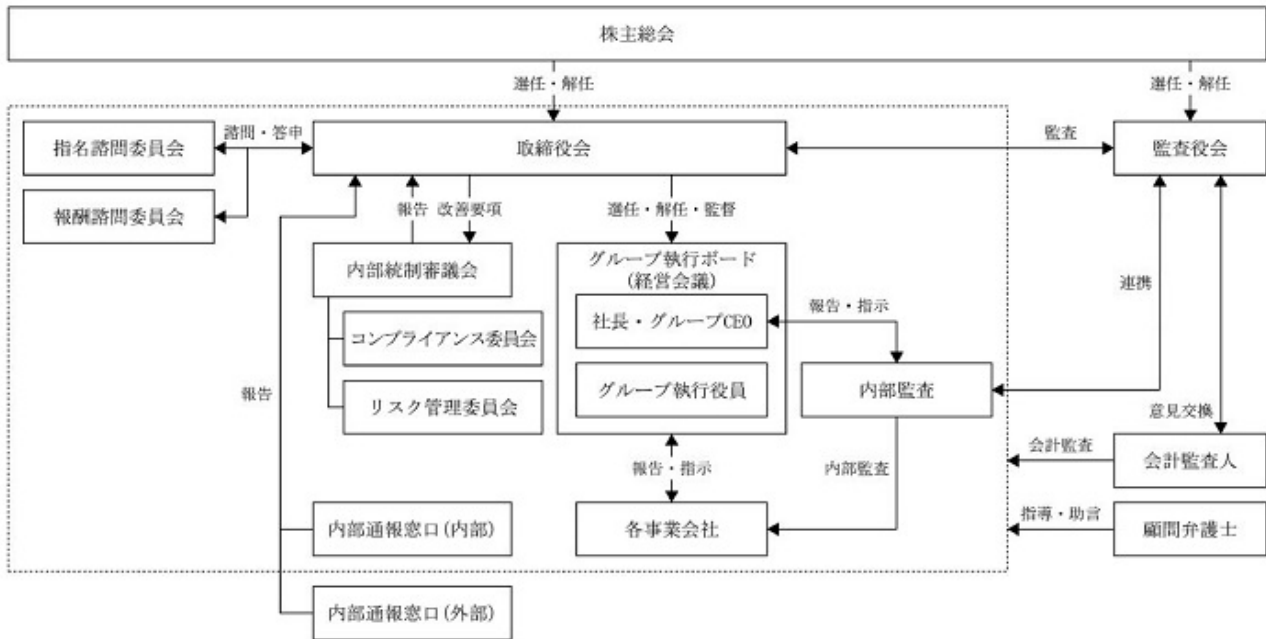 株主総会
選任・解任
選任・解任
指名諮問委員会
諮問・答申
取締役会
監査
監査役会
報酬諮問委員会
報告
改善要項
選任・解任・監督
内部統制審議会
グループ執行ボード
(経営会議)
連携
コンプライアンス委員会
社長・グループCEO
報告・指示
報告
リスク管理委員会
グループ執行役員
内部監査
意見交換
報告・指示
内部監査
会計監査
会計監査人
内部通報窓口(内部)
各事業会社
指導・助言
顧問弁護士
内部通報窓口(外部)